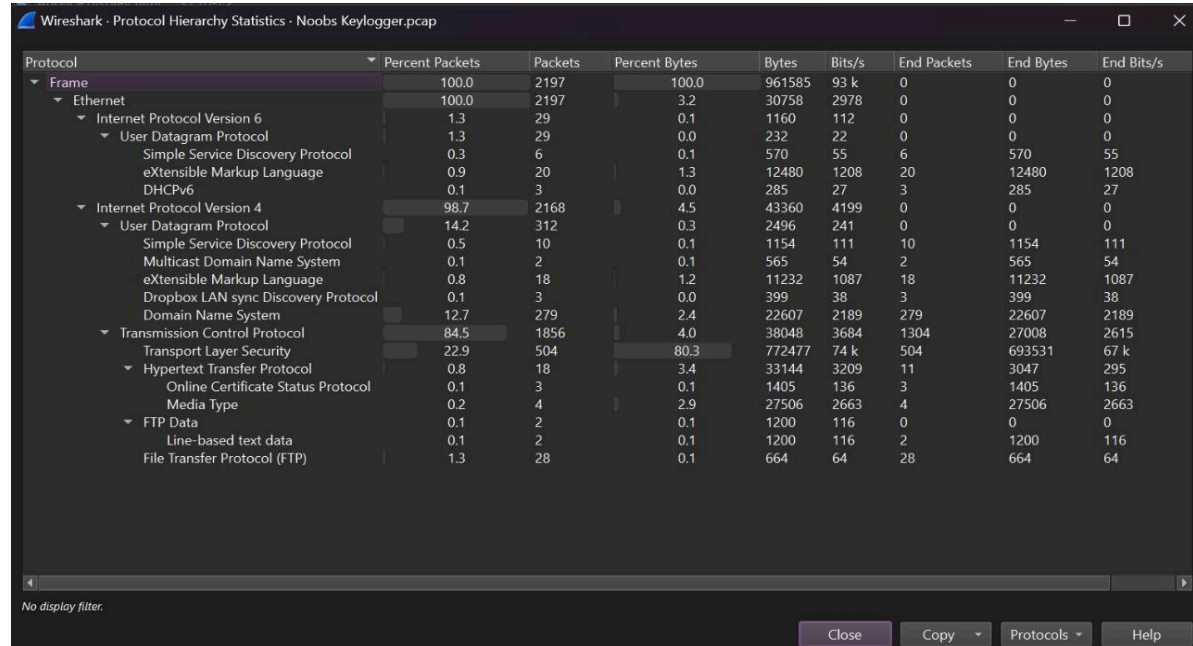 Wireshark · Protocol Hierarchy Statistics · Noobs Keylogger.pcap
Protocol Percent Packets Packets Percent Bytes Bytes Bits/s End Packets End Bytes End Bits/s
Frame 100.0 2197 100.0 961585 93 k 0 0 0
Ethernet 100.0 2197 3.2 30758 2978 0 0 0
Internet Protocol Version 6 1.3 29 0.1 1160 112 0 0 0
User Datagram Protocol 1.3 29 0.0 232 22 0 0 0
Simple Service Discovery Protocol 0.3 6 0.1 570 55 6 570 55
eXtensible Markup Language 0.9 20 1.3 12480 1208 20 12480 1208
DHCPv6 0.1 3 0.0 285 27 3 285 27
Internet Protocol Version 4 98.7 2168 4.5 43360 4199 0 0 0
User Datagram Protocol 14.2 312 0.3 2496 241 0 0 0
Simple Service Discovery Protocol 0.5 10 0.1 1154 111 10 1154 111
Multicast Domain Name System 0.1 2 0.1 565 54 2 565 54
eXtensible Markup Language 0.8 18 1.2 11232 1087 18 11232 1087
Dropbox LAN sync Discovery Protocol 0.1 3 0.0 399 38 3 399 38
Domain Name System 12.7 279 2.4 22607 2189 279 22607 2189
Transmission Control Protocol 84.5 1856 4.0 38048 3684 1304 27008 2615
Transport Layer Security 22.9 504 80.3 772477 74 k 504 693531 67 k
Hypertext Transfer Protocol 0.8 18 3.4 33144 3209 11 3047 295
Online Certificate Status Protocol 0.1 3 0.1 1405 136 3 1405 136
Media Type 0.2 4 2.9 27506 2663 4 27506 2663
FTP Data 0.1 2 0.1 1200 116 0 0 0
Line-based text data 0.1 2 0.1 1200 116 2 1200 116
File Transfer Protocol (FTP) 1.3 28 0.1 664 64 28 664 64
No display filter.
Close Copy Protocols Help